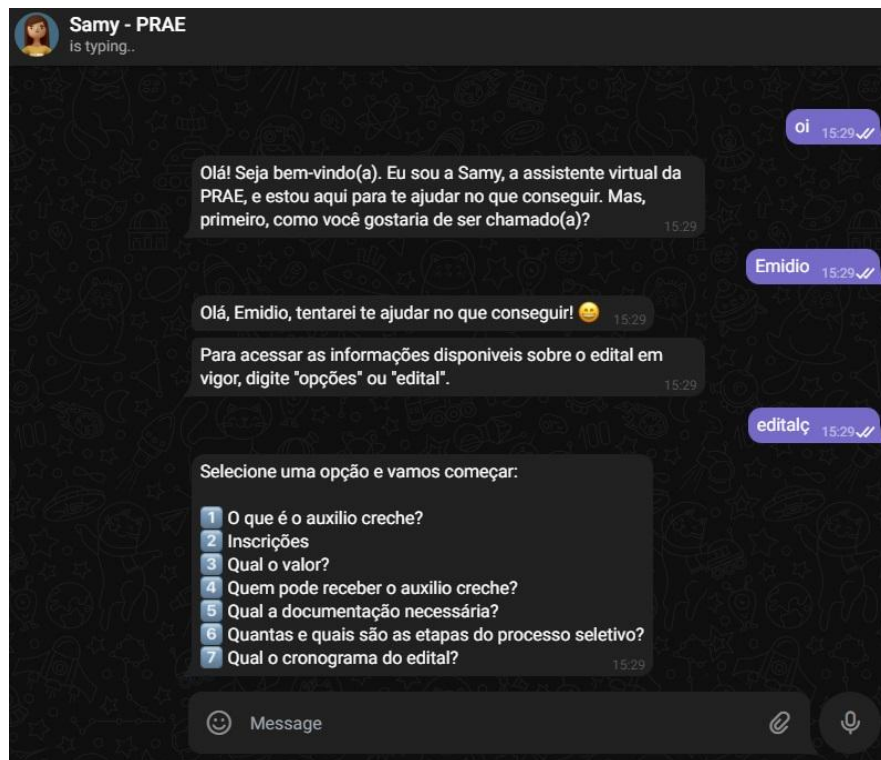 Samy - PRAE
is typing..
oi 15:29
Olá! Seja bem-vindo(a). Eu sou a Samy, a assistente virtual da
PRAE, e estou aqui para te ajudar no que conseguir. Mas,
primeiro, como você gostaria de ser chamado(a)? 15:29
Emidio 15:29
Olá, Emidio, tentarei te ajudar no que conseguir! 😄 15:29
Para acessar as informações disponiveis sobre o edital em
vigor, digite "opções" ou "edital". 15:29
editalç 15:29
Selecione uma opção e vamos começar:
1 O que é o auxilio creche?
2 Inscrições
3 Qual o valor?
4 Quem pode receber o auxilio creche?
5 Qual a documentação necessária?
6 Quantas e quais são as etapas do processo seletivo?
7 Qual o cronograma do edital? 15:29
Message